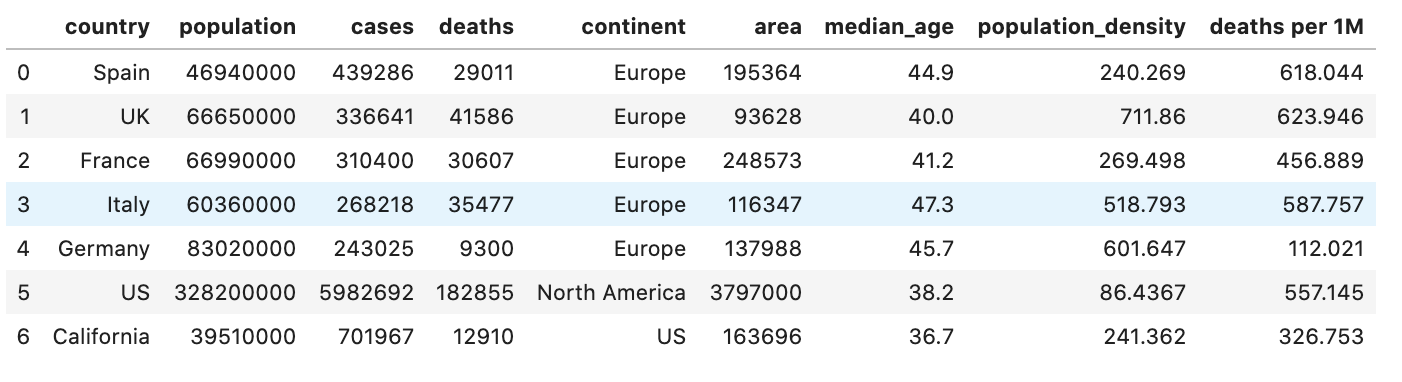 country population cases deaths continent area median_age population_density deaths per 1M
0 Spain 46940000 439286 29011 Europe 195364 44.9 240.269 618.044
1 UK 66650000 336641 41586 Europe 93628 40.0 711.86 623.946
2 France 66990000 310400 30607 Europe 248573 41.2 269.498 456.889
3 Italy 60360000 268218 35477 Europe 116347 47.3 518.793 587.757
4 Germany 83020000 243025 9300 Europe 137988 45.7 601.647 112.021
5 US 328200000 5982692 182855 North America 3797000 38.2 86.4367 557.145
6 California 39510000 701967 12910 US 163696 36.7 241.362 326.753